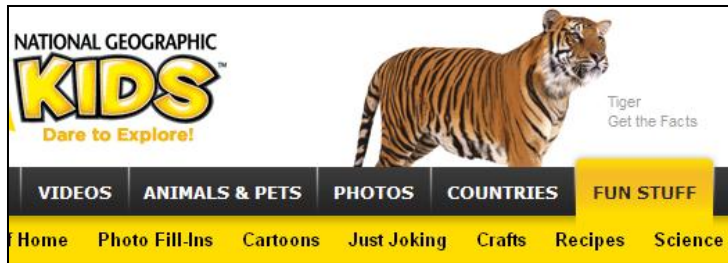 NATIONAL GEOGRAPHIC
KIDS™
Dare to Explore!
Tiger
Get the Facts
VIDEOS ANIMALS & PETS PHOTOS COUNTRIES FUN STUFF
Home Photo Fill-Ins Cartoons Just Joking Crafts Recipes Science